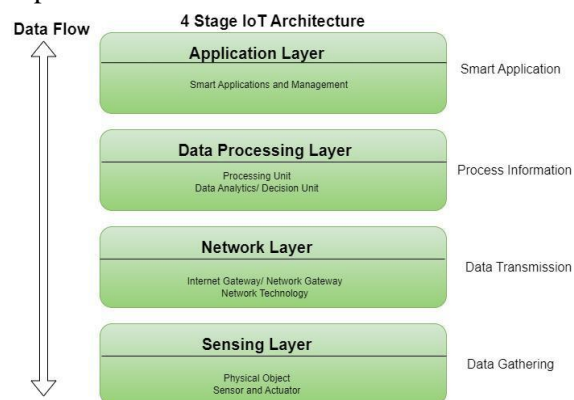 4 Stage IoT Architecture
Data Flow
Application Layer
Smart Applications and Management
Smart Application
Data Processing Layer
Processing Unit
Data Analytics/ Decision Unit
Process Information
Network Layer
Internet Gateway/ Network Gateway
Network Technology
Data Transmission
Sensing Layer
Physical Object
Sensor and Actuator
Data Gathering